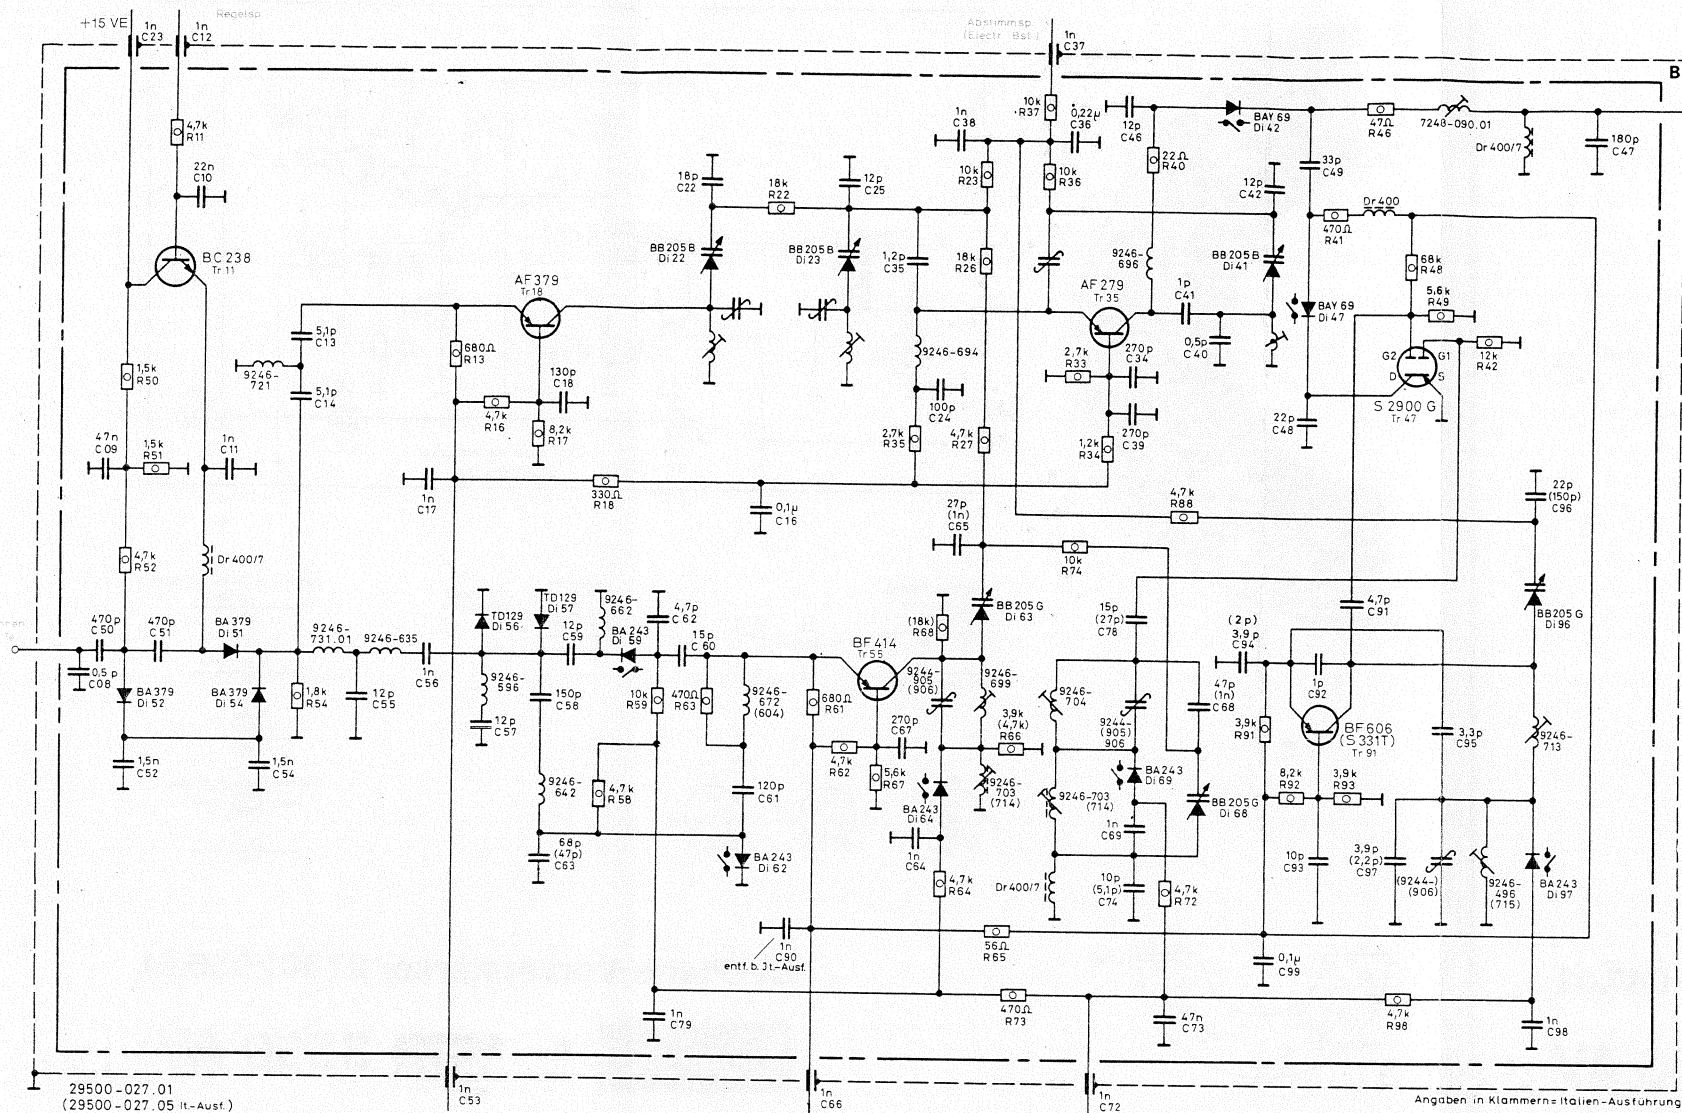 +15 VE
1n
C23
1n
C12
Regelsp.
Abstimmsp.
(Electr. Bst.)
1n
C37
B
4,7k
R11
22n
C10
BC 238
Tr.11
1,5k
R50
47n
C09
1,5k
R51
1n
C11
4,7k
R52
Dr 400/7
5,1p
C13
9246-
721
5,1p
C14
AF 379
Tr 18
680Ω
R13
4,7k
R16
130p
C18
8,2k
R17
1n
C17
330Ω
R18
0,1µ
C16
18p
C22
18k
R22
12p
C25
BB205B
Di 22
BB205B
Di 23
1n
C38
10k
R23
10k
R37
0,22µ
C36
10k
R36
1,2p
C35
18k
R26
9246-694
100p
C24
2,7k
R35
4,7k
R27
12p
C46
BAY 69
Di 42
22Ω
R40
9246-
696
AF 279
Tr 35
1p
C41
0,5p
C40
2,7k
R33
270p
C34
270p
C39
1,2k
R34
12p
C42
BB205B
Di 41
33p
C49
47Ω
R46
7248-090.01
Dr 400/7
180p
C47
470Ω
R41
Dr 400
68k
R48
5,6k
R49
BAY 69
Di 47
G2
G1
D
S
12k
R42
S 2900 G
Tr 47
22p
C48
4,7k
R88
22p
(150p)
C96
27p
(1n)
C65
10k
R74
BB205G
Di 63
BB205G
Di 96
470p
C50
0,5p
C08
470p
C51
BA 379
Di 51
BA 379
Di 52
BA 379
Di 54
1,5n
C52
1,5n
C54
1,8k
R54
9246-
731.01
9246-635
12p
C55
1n
C56
TD129
Di 56
TD129
Di 57
9246-
596
12p
C57
12p
C59
150p
C58
9246-
662
BA 243
Di 59
4,7p
C62
15p
C60
10k
R59
470Ω
R63
9246-
672
(604)
9246-
642
4,7k
R58
120p
C61
68p
(47p)
C63
BA 243
Di 62
680Ω
R61
BF 414
Tr 55
4,7k
R62
270p
C67
5,6k
R67
(18k)
R68
9244-
905
(906)
9246-
699
3,9k
(4,7k)
R66
9246-
703
(714)
BA 243
Di 64
1n
C64
4,7k
R64
15p
(27p)
C78
9246-
704
9244-
(905)
906
47p
(1n)
C68
BA 243
Di 69
9246-703
(714)
1n
C69
BB205G
Di 68
Dr 400/7
10p
(5,1p)
C74
4,7k
R72
4,7p
C91
(2p)
3,9p
C94
1p
C92
BF 606
(S 331T)
Tr 91
3,9k
R91
8,2k
R92
3,9k
R93
3,3p
C95
9246-
713
10p
C93
3,9p
(2,2p)
C97
(9244-)
(906)
9246-
496
(715)
BA 243
Di 97
1n
C90
entf. b. Jt.-Ausf.
56Ω
R65
0,1µ
C99
1n
C79
470Ω
R73
47n
C73
4,7k
R98
1n
C98
1n
C53
1n
C66
1n
C72
29500-027.01
(29500-027.05 It.-Ausf.)
Angaben in Klammern = Italien-Ausführung